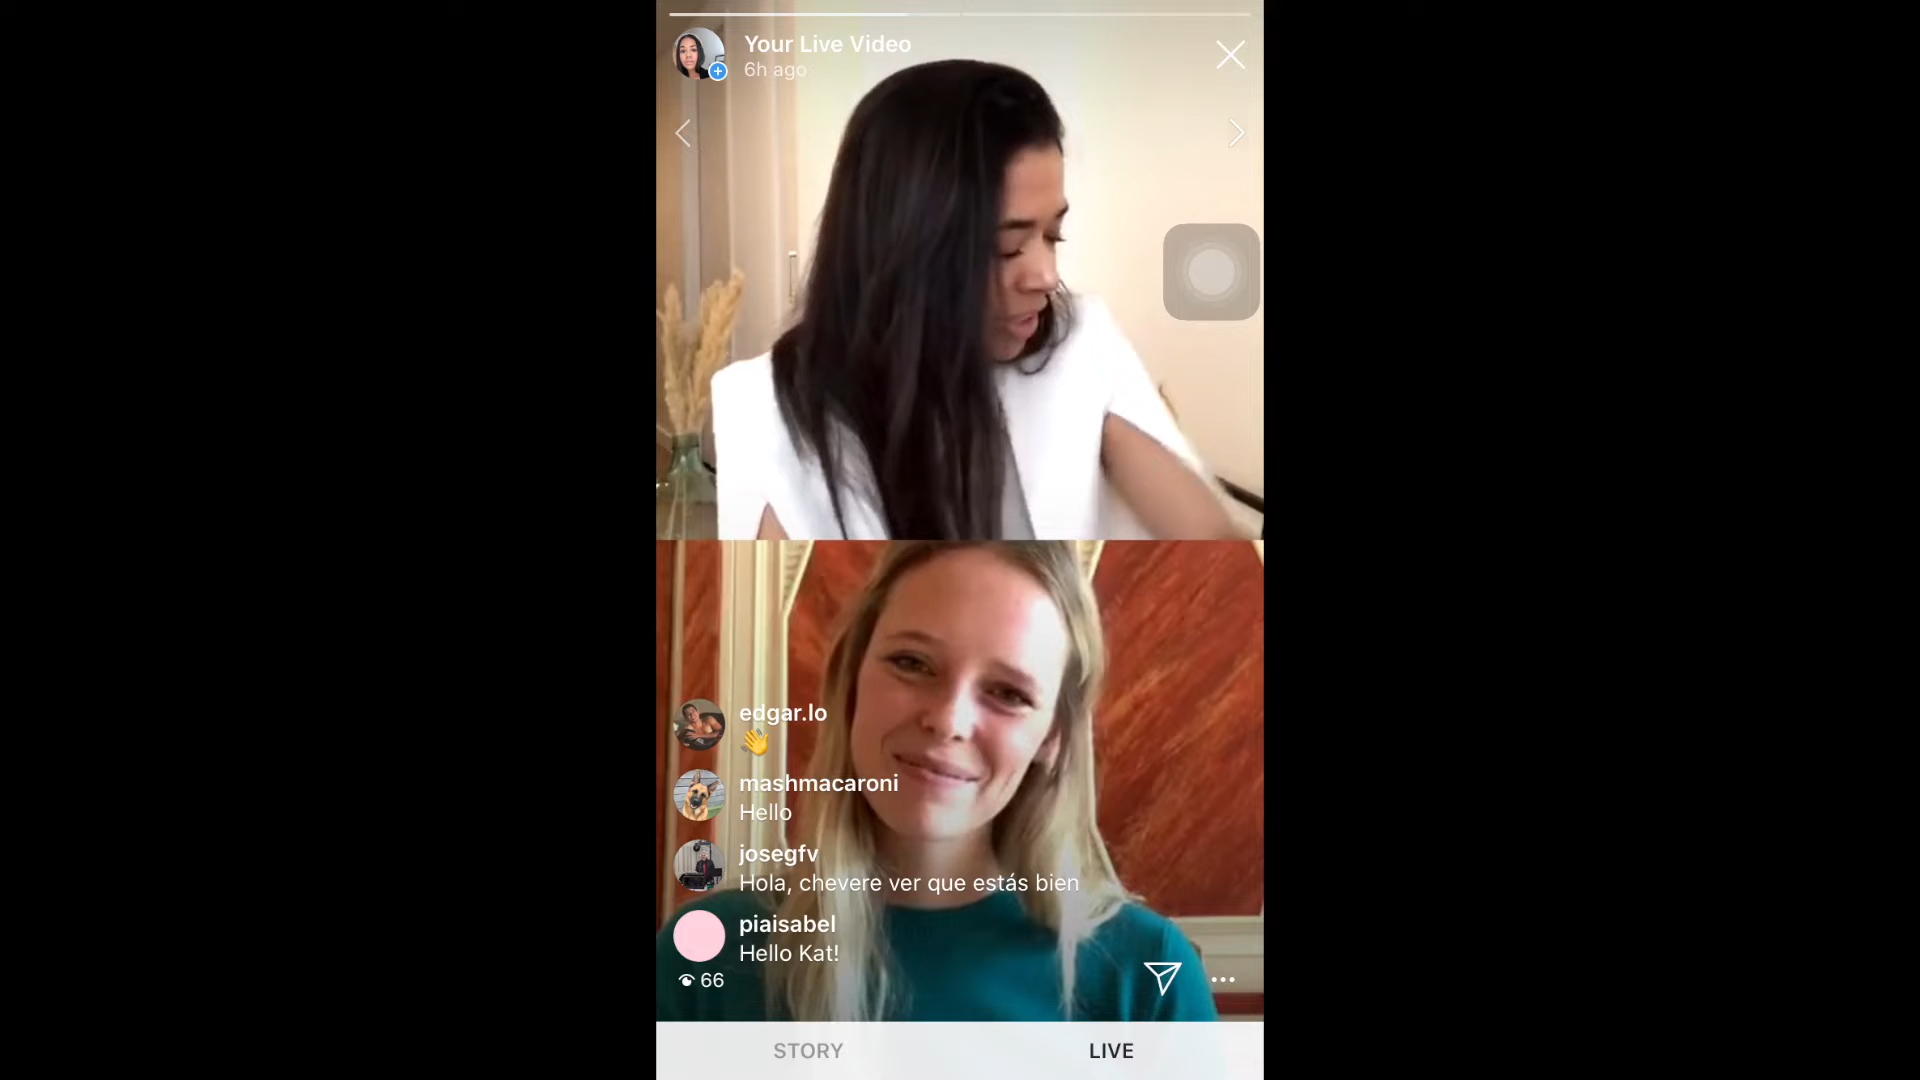 Your Live Video
6h ago
edgar.lo
👋
mashmacaroni
Hello
josegfv
Hola, chevere ver que estás bien
piaisabel
Hello Kat!
66
STORY
LIVE